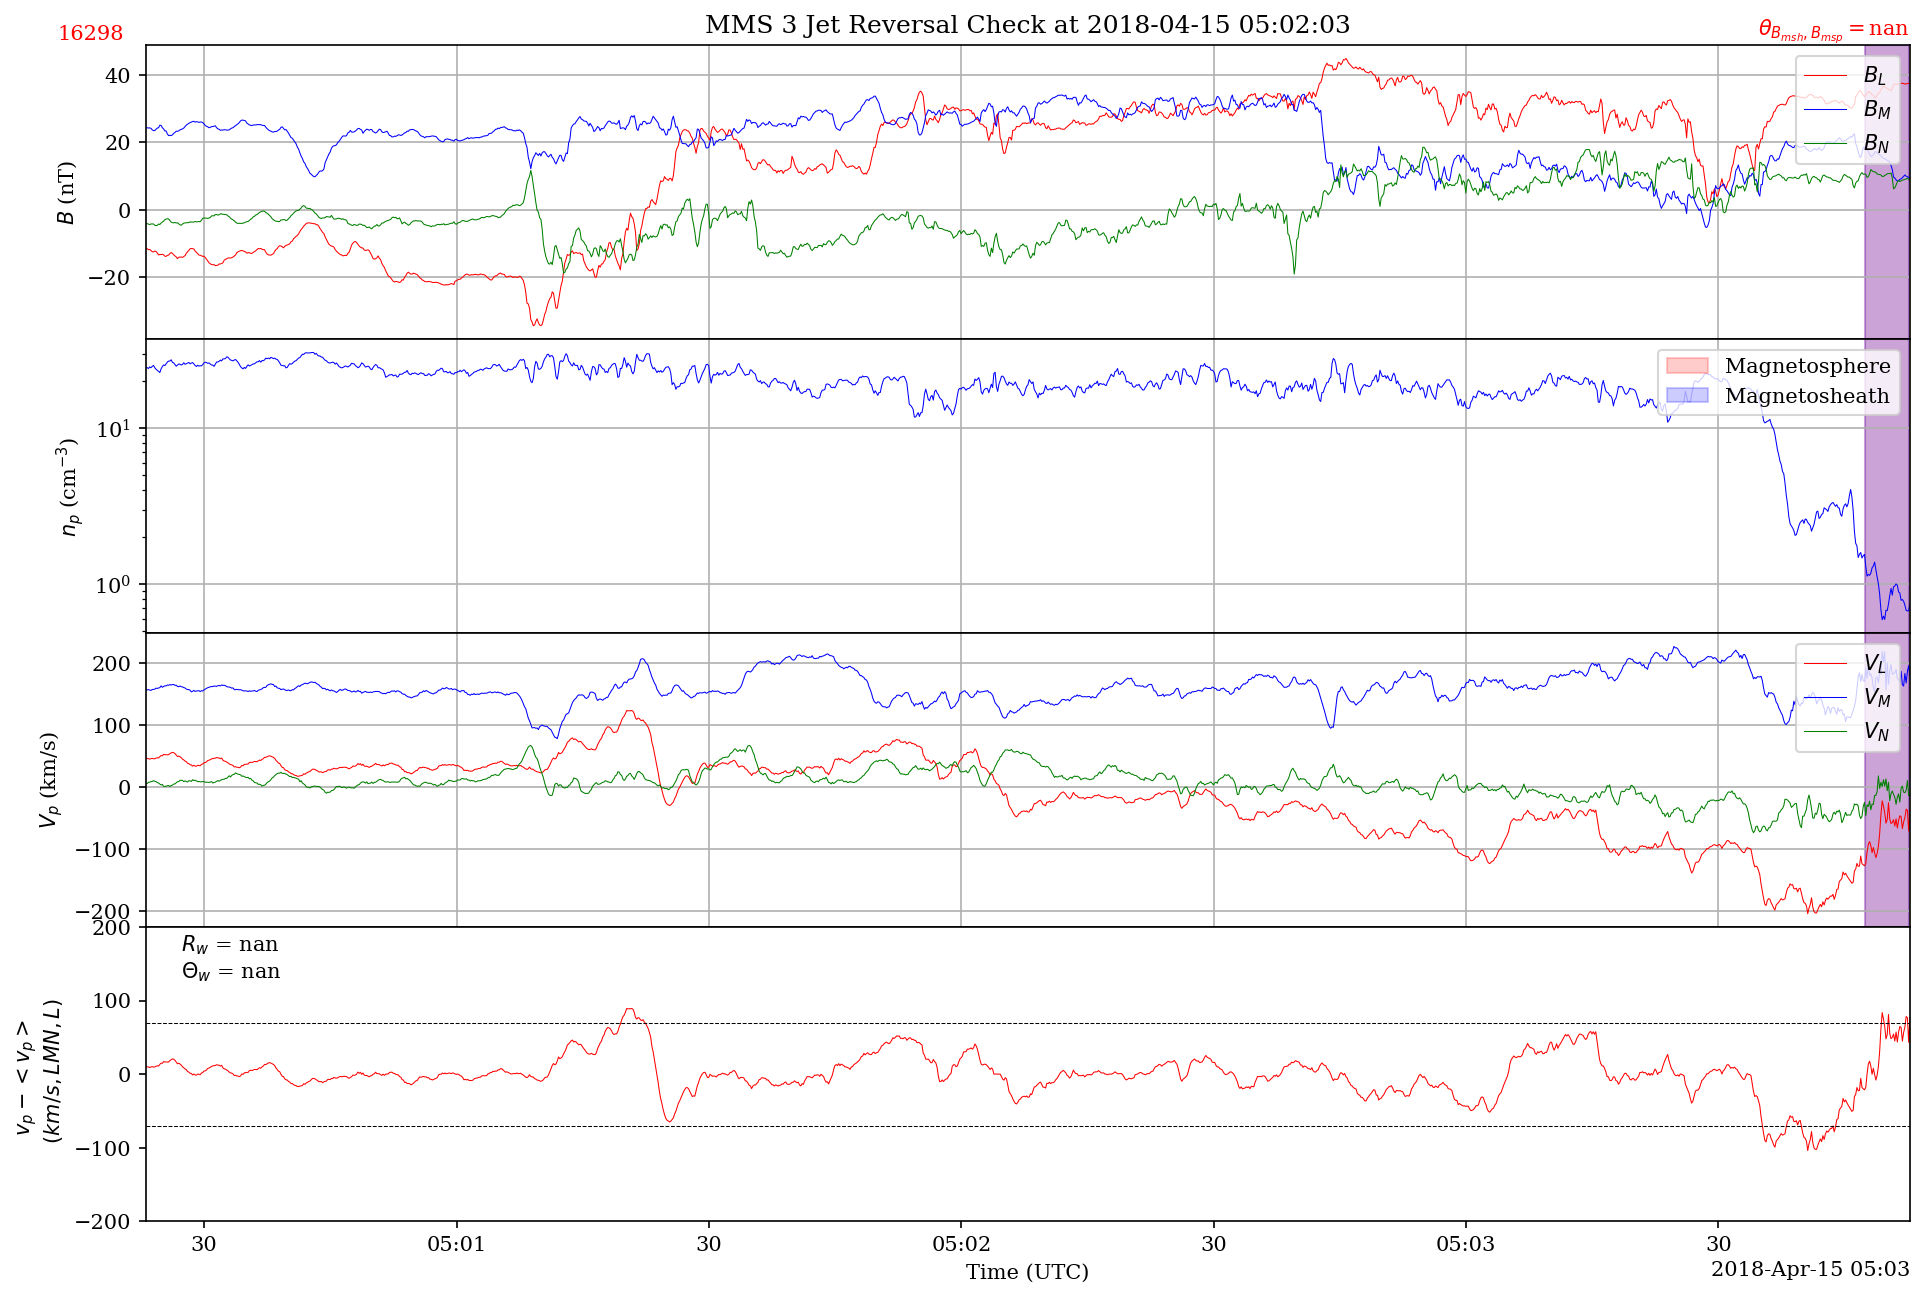 MMS 3 Jet Reversal Check at 2018-04-15 05:02:03
16298
θ_{B_{msh}, B_{msp}} = nan
40
20
0
−20
B (nT)
B_L
B_M
B_N
10^1
10^0
n_p (cm^{−3})
Magnetosphere
Magnetosheath
200
100
0
−100
−200
V_p (km/s)
V_L
V_M
V_N
200
100
0
−100
−200
v_p − < v_p >
(km/s, LMN, L)
R_w = nan
Θ_w = nan
30
05:01
30
05:02
30
05:03
30
Time (UTC)
2018-Apr-15 05:03